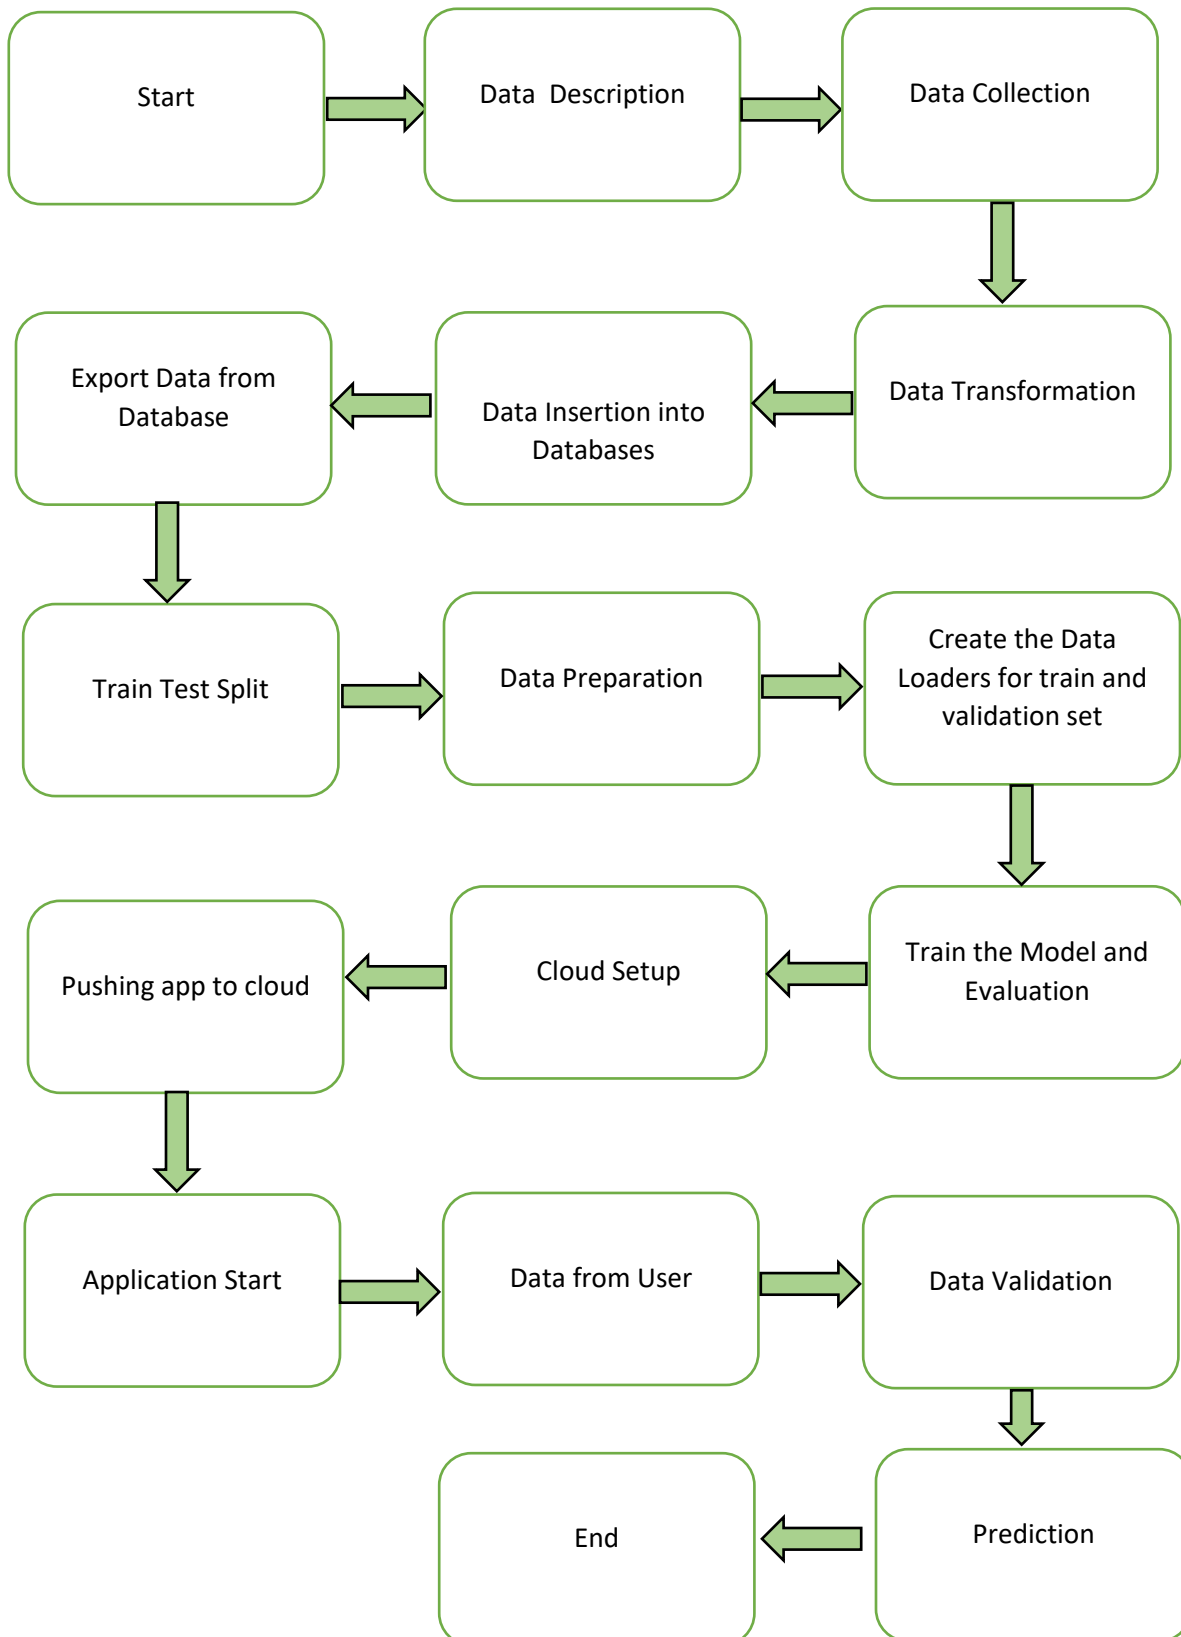 Start
Data  Description
Data Collection
Data Transformation
Data Insertion into
Databases
Export Data from
Database
Train Test Split
Data Preparation
Create the Data
Loaders for train and
validation set
Train the Model and
Evaluation
Cloud Setup
Pushing app to cloud
Application Start
Data from User
Data Validation
Prediction
End